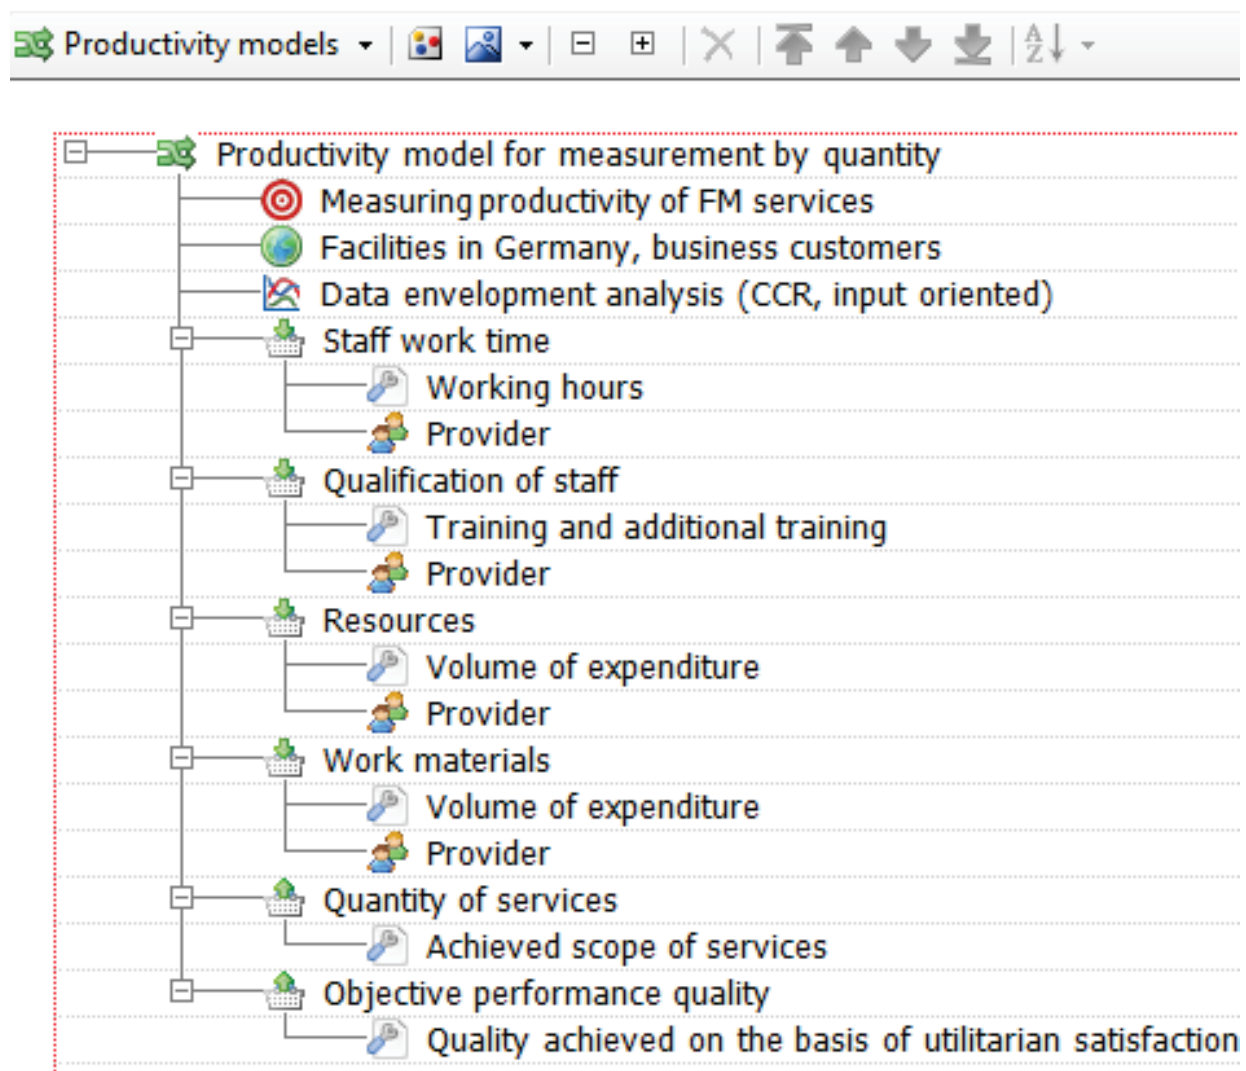 Productivity models
A
Z
Productivity model for measurement by quantity
Measuring productivity of FM services
Facilities in Germany, business customers
Data envelopment analysis (CCR, input oriented)
Staff work time
Working hours
Provider
Qualification of staff
Training and additional training
Provider
Resources
Volume of expenditure
Provider
Work materials
Volume of expenditure
Provider
Quantity of services
Achieved scope of services
Objective performance quality
Quality achieved on the basis of utilitarian satisfaction